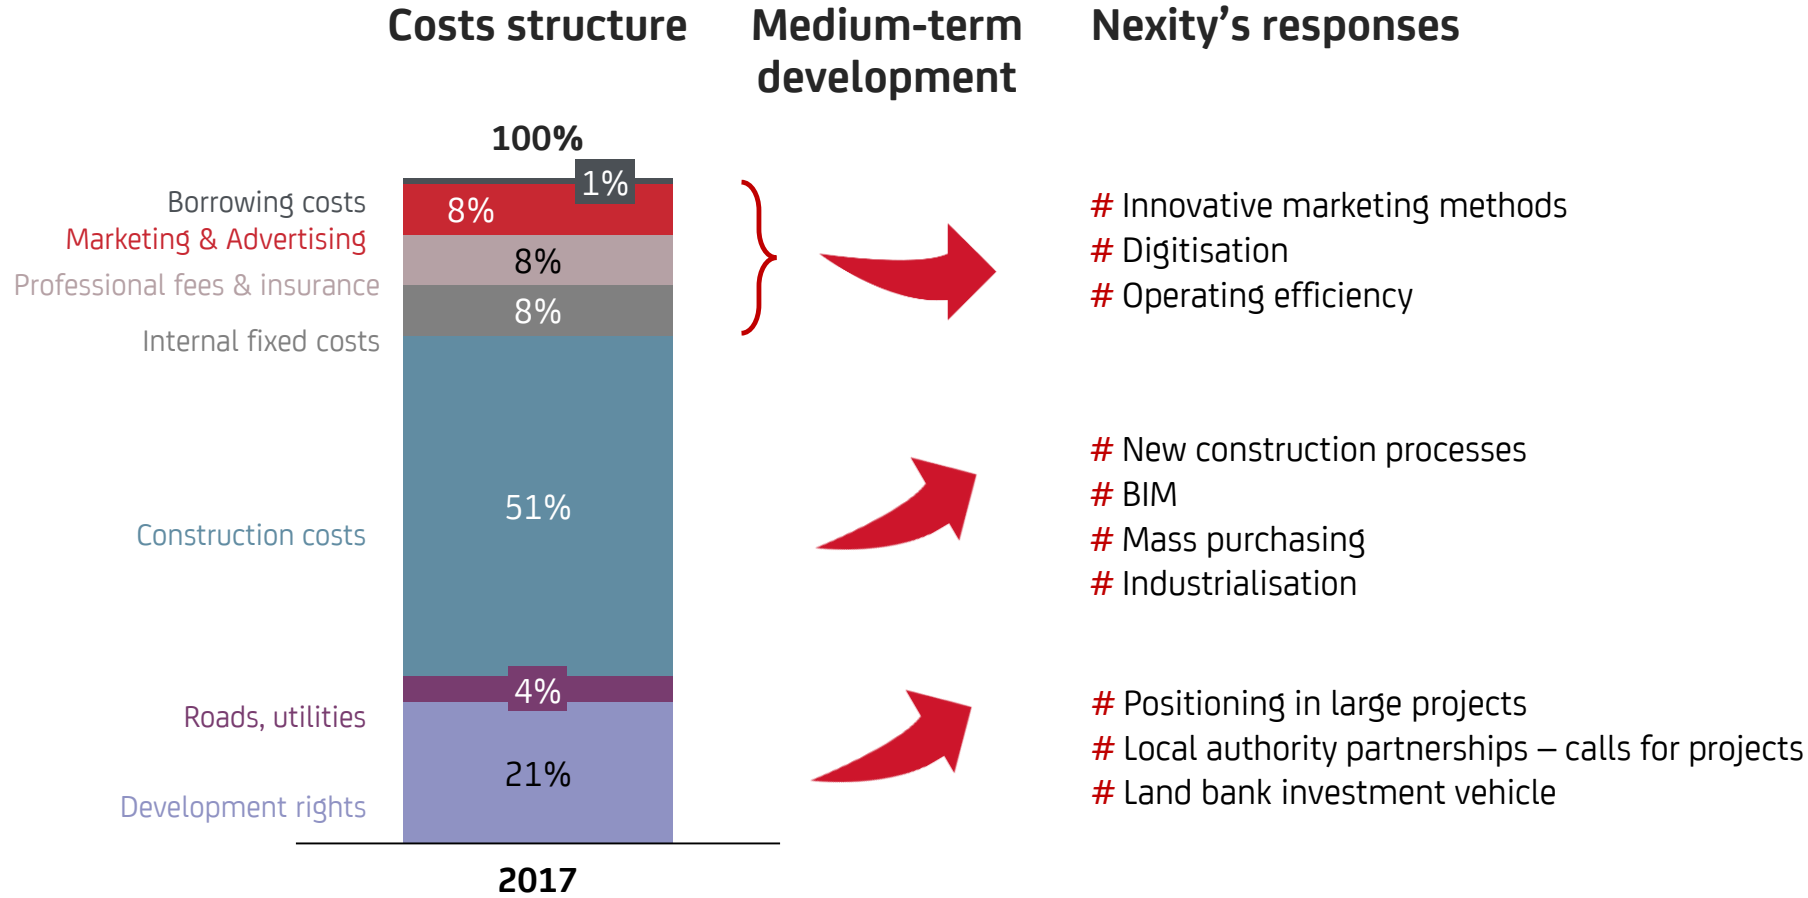 Costs structure
Medium-term
development
Nexity’s responses
100%
Borrowing costs
1%
Marketing & Advertising
8%
Professional fees & insurance
8%
Internal fixed costs
8%
# Innovative marketing methods
# Digitisation
# Operating efficiency
Construction costs
51%
# New construction processes
# BIM
# Mass purchasing
# Industrialisation
Roads, utilities
4%
Development rights
21%
# Positioning in large projects
# Local authority partnerships – calls for projects
# Land bank investment vehicle
2017